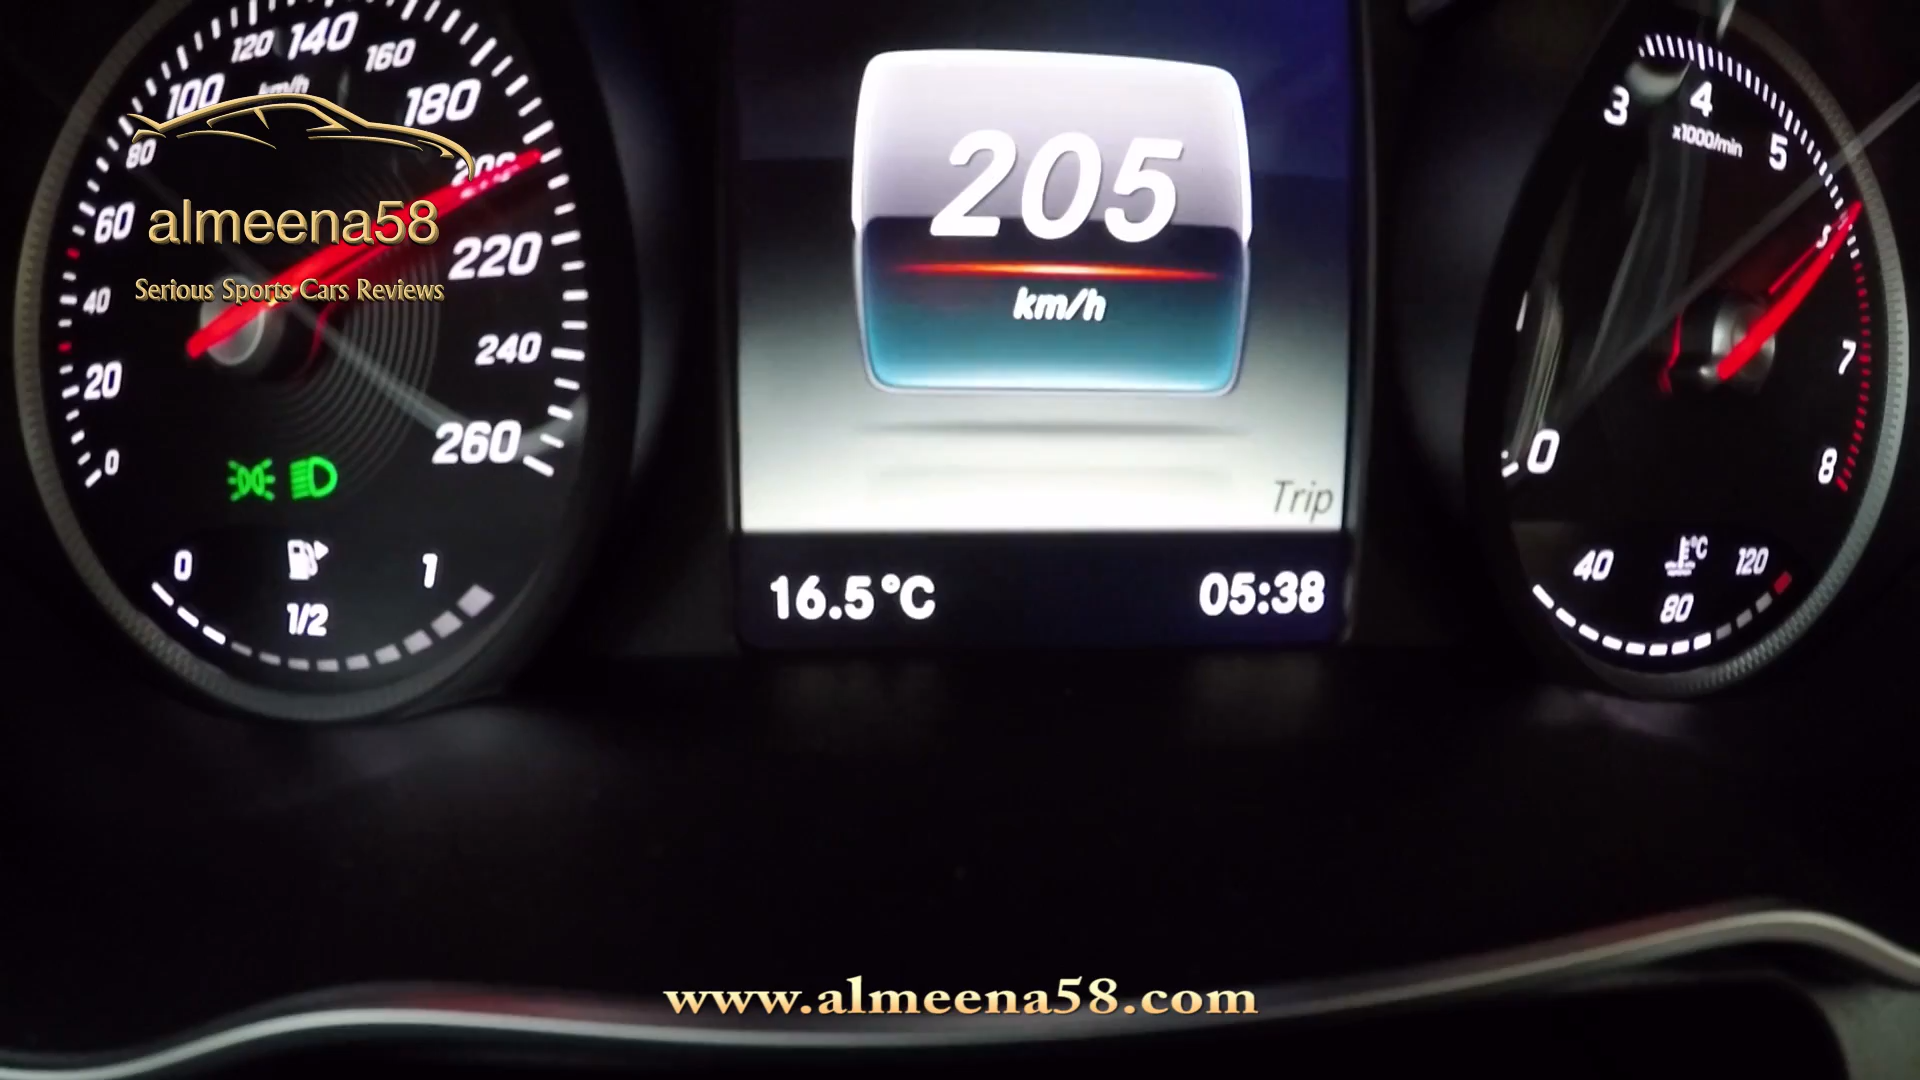 120 140 160
100 km/h 180
80 200
60 220
40 240
20 260
0
almeena58
Serious Sports Cars Reviews
0 1
1/2
205
km/h
Trip
16.5°C 05:38
3 4 5
x1000/min
7
0 8
40 °C 120
80
www.almeena58.com